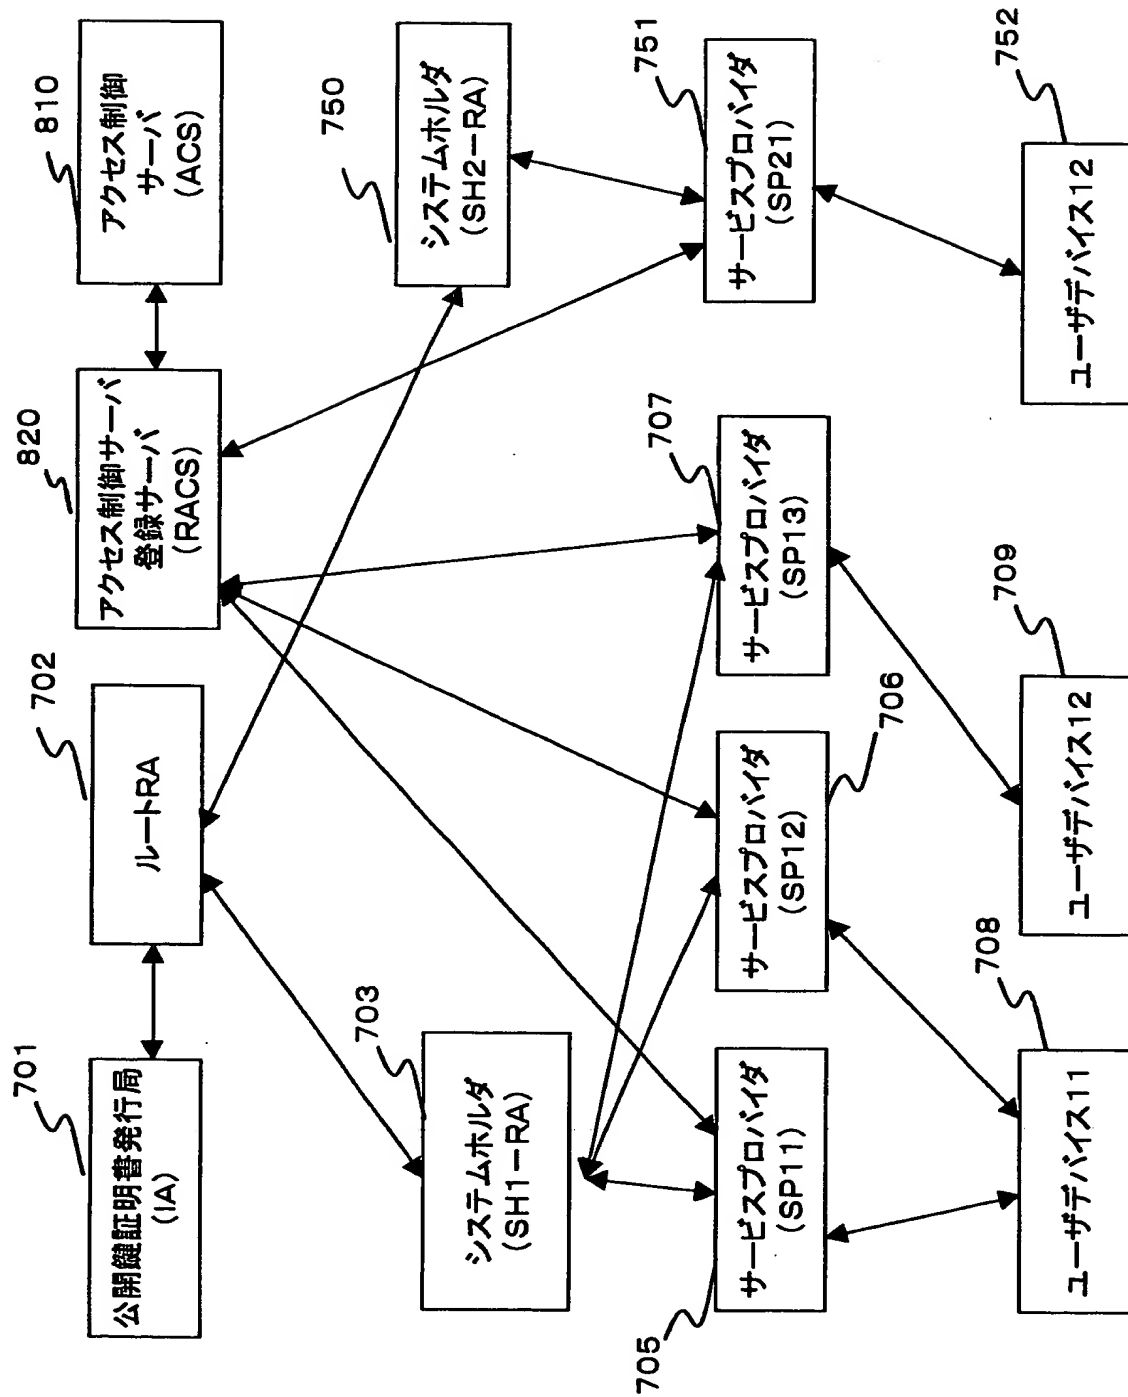 701
公開鍵証明書発行局
(IA)
702
ルートRA
820
アクセス制御サーバ
登録サーバ
(RACS)
810
アクセス制御
サーバ
(ACS)
703
システムホルダ
(SH1-RA)
750
システムホルダ
(SH2-RA)
705
サービスプロバイダ
(SP11)
サービスプロバイダ
(SP12)
706
707
サービスプロバイダ
(SP13)
751
サービスプロバイダ
(SP21)
708
ユーザデバイス11
709
ユーザデバイス12
752
ユーザデバイス12